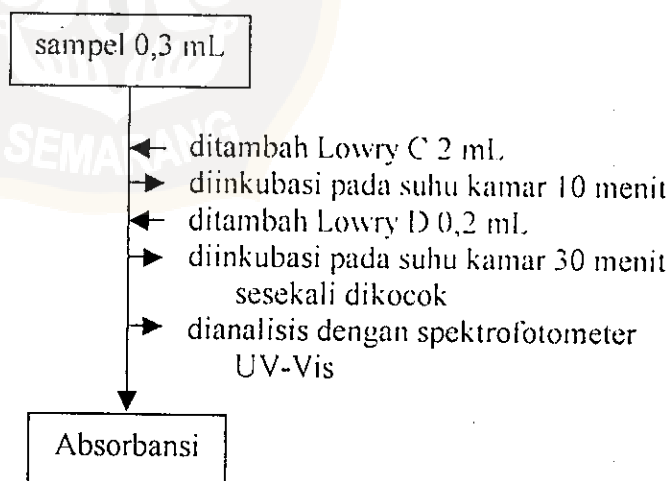 sampel 0,3 mL
SEMARANG
ditambah Lowry C 2 mL
diinkubasi pada suhu kamar 10 menit
ditambah Lowry D 0,2 mL
diinkubasi pada suhu kamar 30 menit
sesekali dikocok
dianalisis dengan spektrofotometer
UV-Vis
Absorbansi